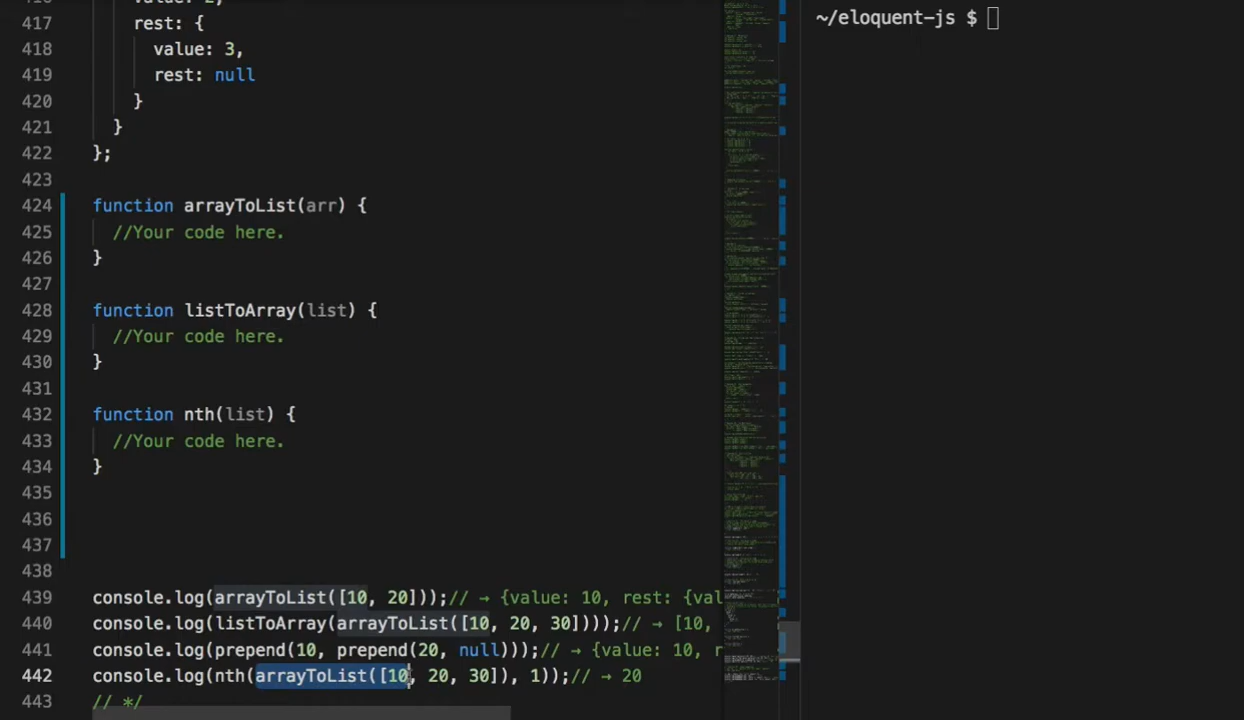 417 rest: {
418 value: 3,
419 rest: null
420 }
421 }
422 };
423
424 function arrayToList(arr) {
425 //Your code here.
426 }
427
428 function listToArray(list) {
429 //Your code here.
430 }
431
432 function nth(list) {
433 //Your code here.
434 }
435
436
437
438
439 console.log(arrayToList([10, 20]));// → {value: 10, rest: {val
440 console.log(listToArray(arrayToList([10, 20, 30])));// → [10,
441 console.log(prepend(10, prepend(20, null)));// → {value: 10, r
442 console.log(nth(arrayToList([10, 20, 30]), 1));// → 20
443 // */
~/eloquent-js $